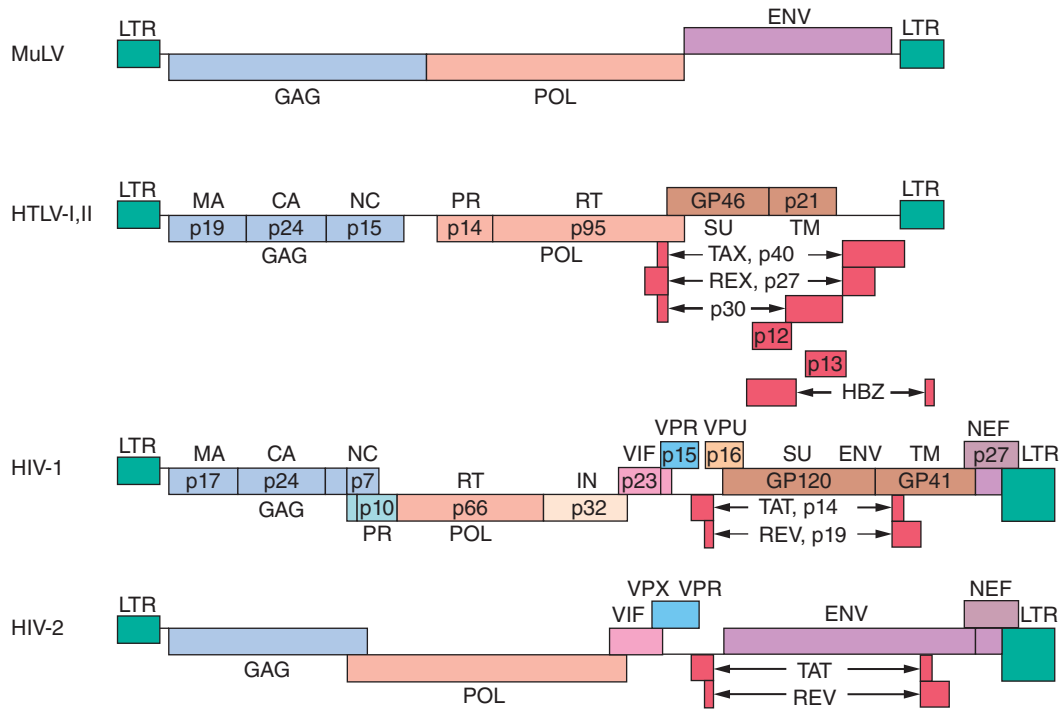 LTR ENV LTR
MuLV
GAG POL
LTR MA CA NC PR RT GP46 p21 LTR
HTLV-I,II
p19 p24 p15 p14 p95 SU TM
GAG POL TAX, p40
REX, p27
p30
p12
p13
HBZ
LTR MA CA NC VIF VPR VPU SU ENV TM NEF LTR
HIV-1
p17 p24 p7 p23 p15 p16 GP120 GP41 p27
GAG p10 RT p66 IN p32 TAT, p14
PR POL REV, p19
LTR VIF VPX VPR ENV NEF LTR
HIV-2
GAG POL TAT
REV